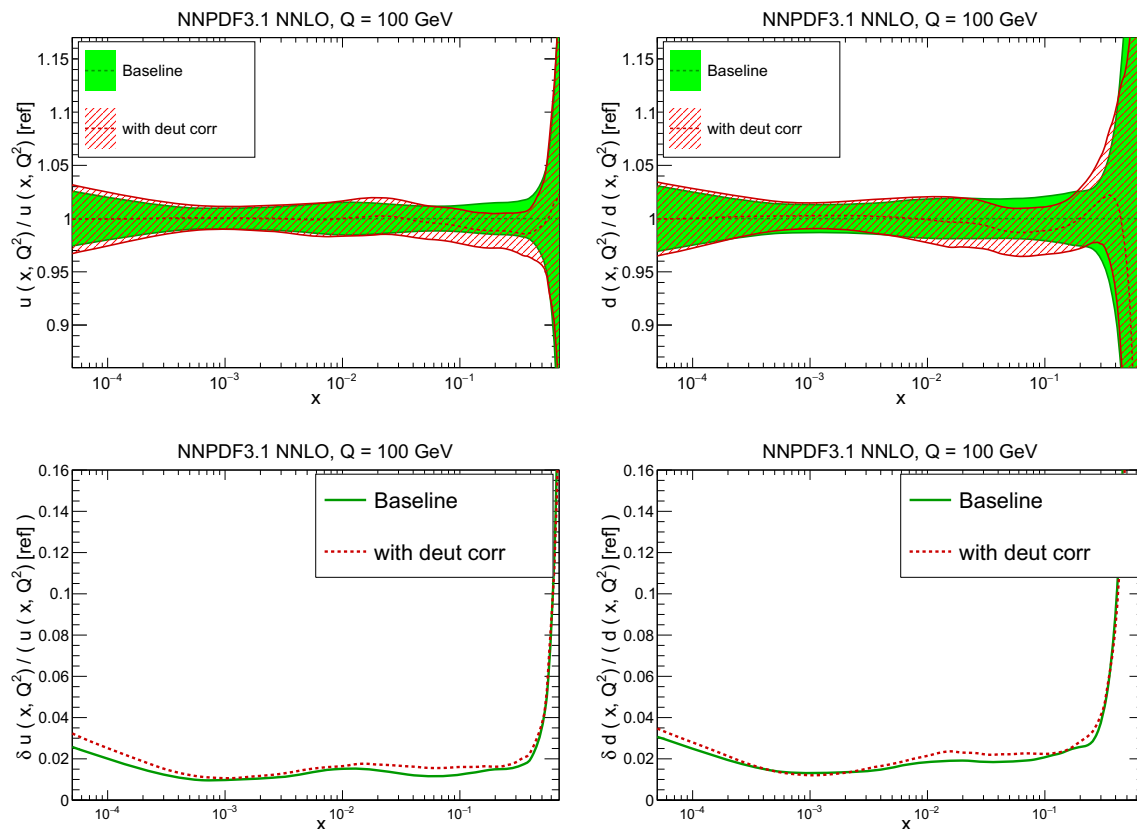 NNPDF3.1 NNLO, Q = 100 GeV
u ( x, Q²) / u ( x, Q²) [ref]
1.15
1.1
1.05
1
0.95
0.9
Baseline
with deut corr
10⁻⁴
10⁻³
10⁻²
10⁻¹
x
NNPDF3.1 NNLO, Q = 100 GeV
d ( x, Q²) / d ( x, Q²) [ref]
1.15
1.1
1.05
1
0.95
0.9
Baseline
with deut corr
10⁻⁴
10⁻³
10⁻²
10⁻¹
x
NNPDF3.1 NNLO, Q = 100 GeV
δ u ( x, Q²) / ( u ( x, Q²) [ref] )
0.16
0.14
0.12
0.1
0.08
0.06
0.04
0.02
0
Baseline
with deut corr
10⁻⁴
10⁻³
10⁻²
10⁻¹
x
NNPDF3.1 NNLO, Q = 100 GeV
δ d ( x, Q²) / ( d ( x, Q²) [ref] )
0.16
0.14
0.12
0.1
0.08
0.06
0.04
0.02
0
Baseline
with deut corr
10⁻⁴
10⁻³
10⁻²
10⁻¹
x